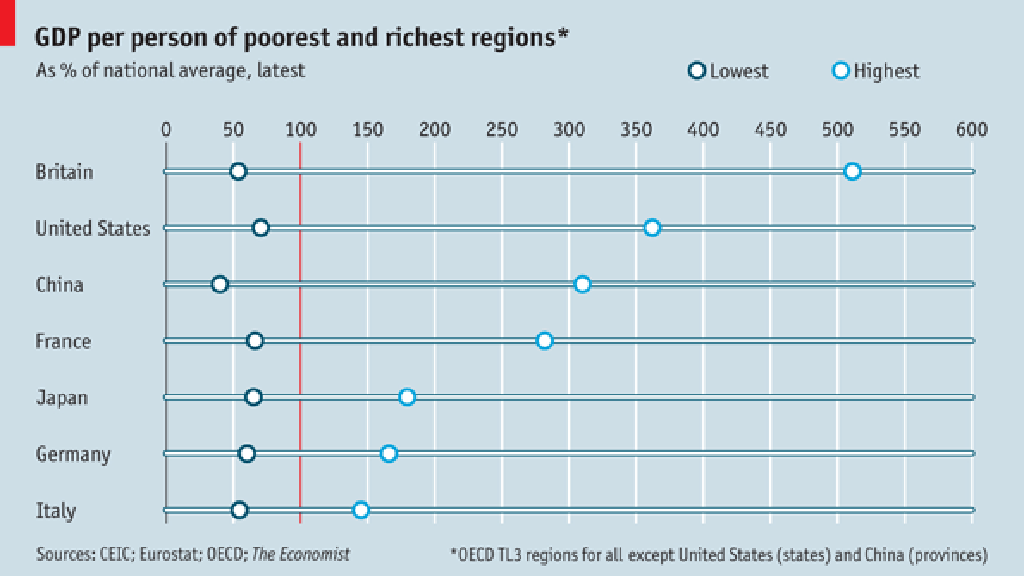 GDP per person of poorest and richest regions*
As % of national average, latest
Lowest
Highest
0 50 100 150 200 250 300 350 400 450 500 550 600
Britain
United States
China
France
Japan
Germany
Italy
Sources: CEIC; Eurostat; OECD; The Economist
*OECD TL3 regions for all except United States (states) and China (provinces)